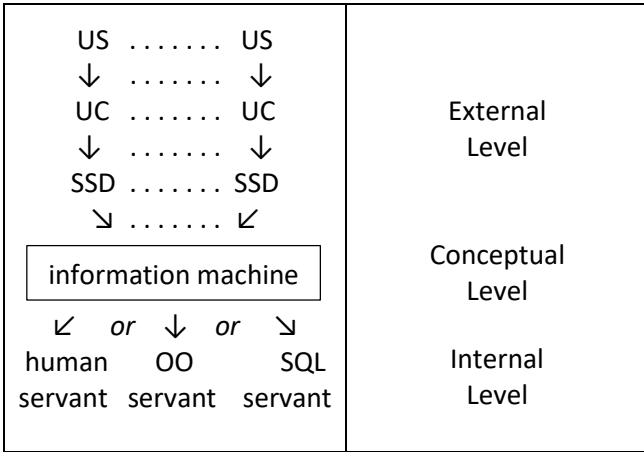 US . . . . . . . US
↓ . . . . . . . ↓
UC . . . . . . . UC
↓ . . . . . . . ↓
SSD . . . . . . . SSD
↘ . . . . . . . ↙
External
Level
information machine
Conceptual
Level
↙ or ↓ or ↘
human OO SQL
servant servant servant
Internal
Level